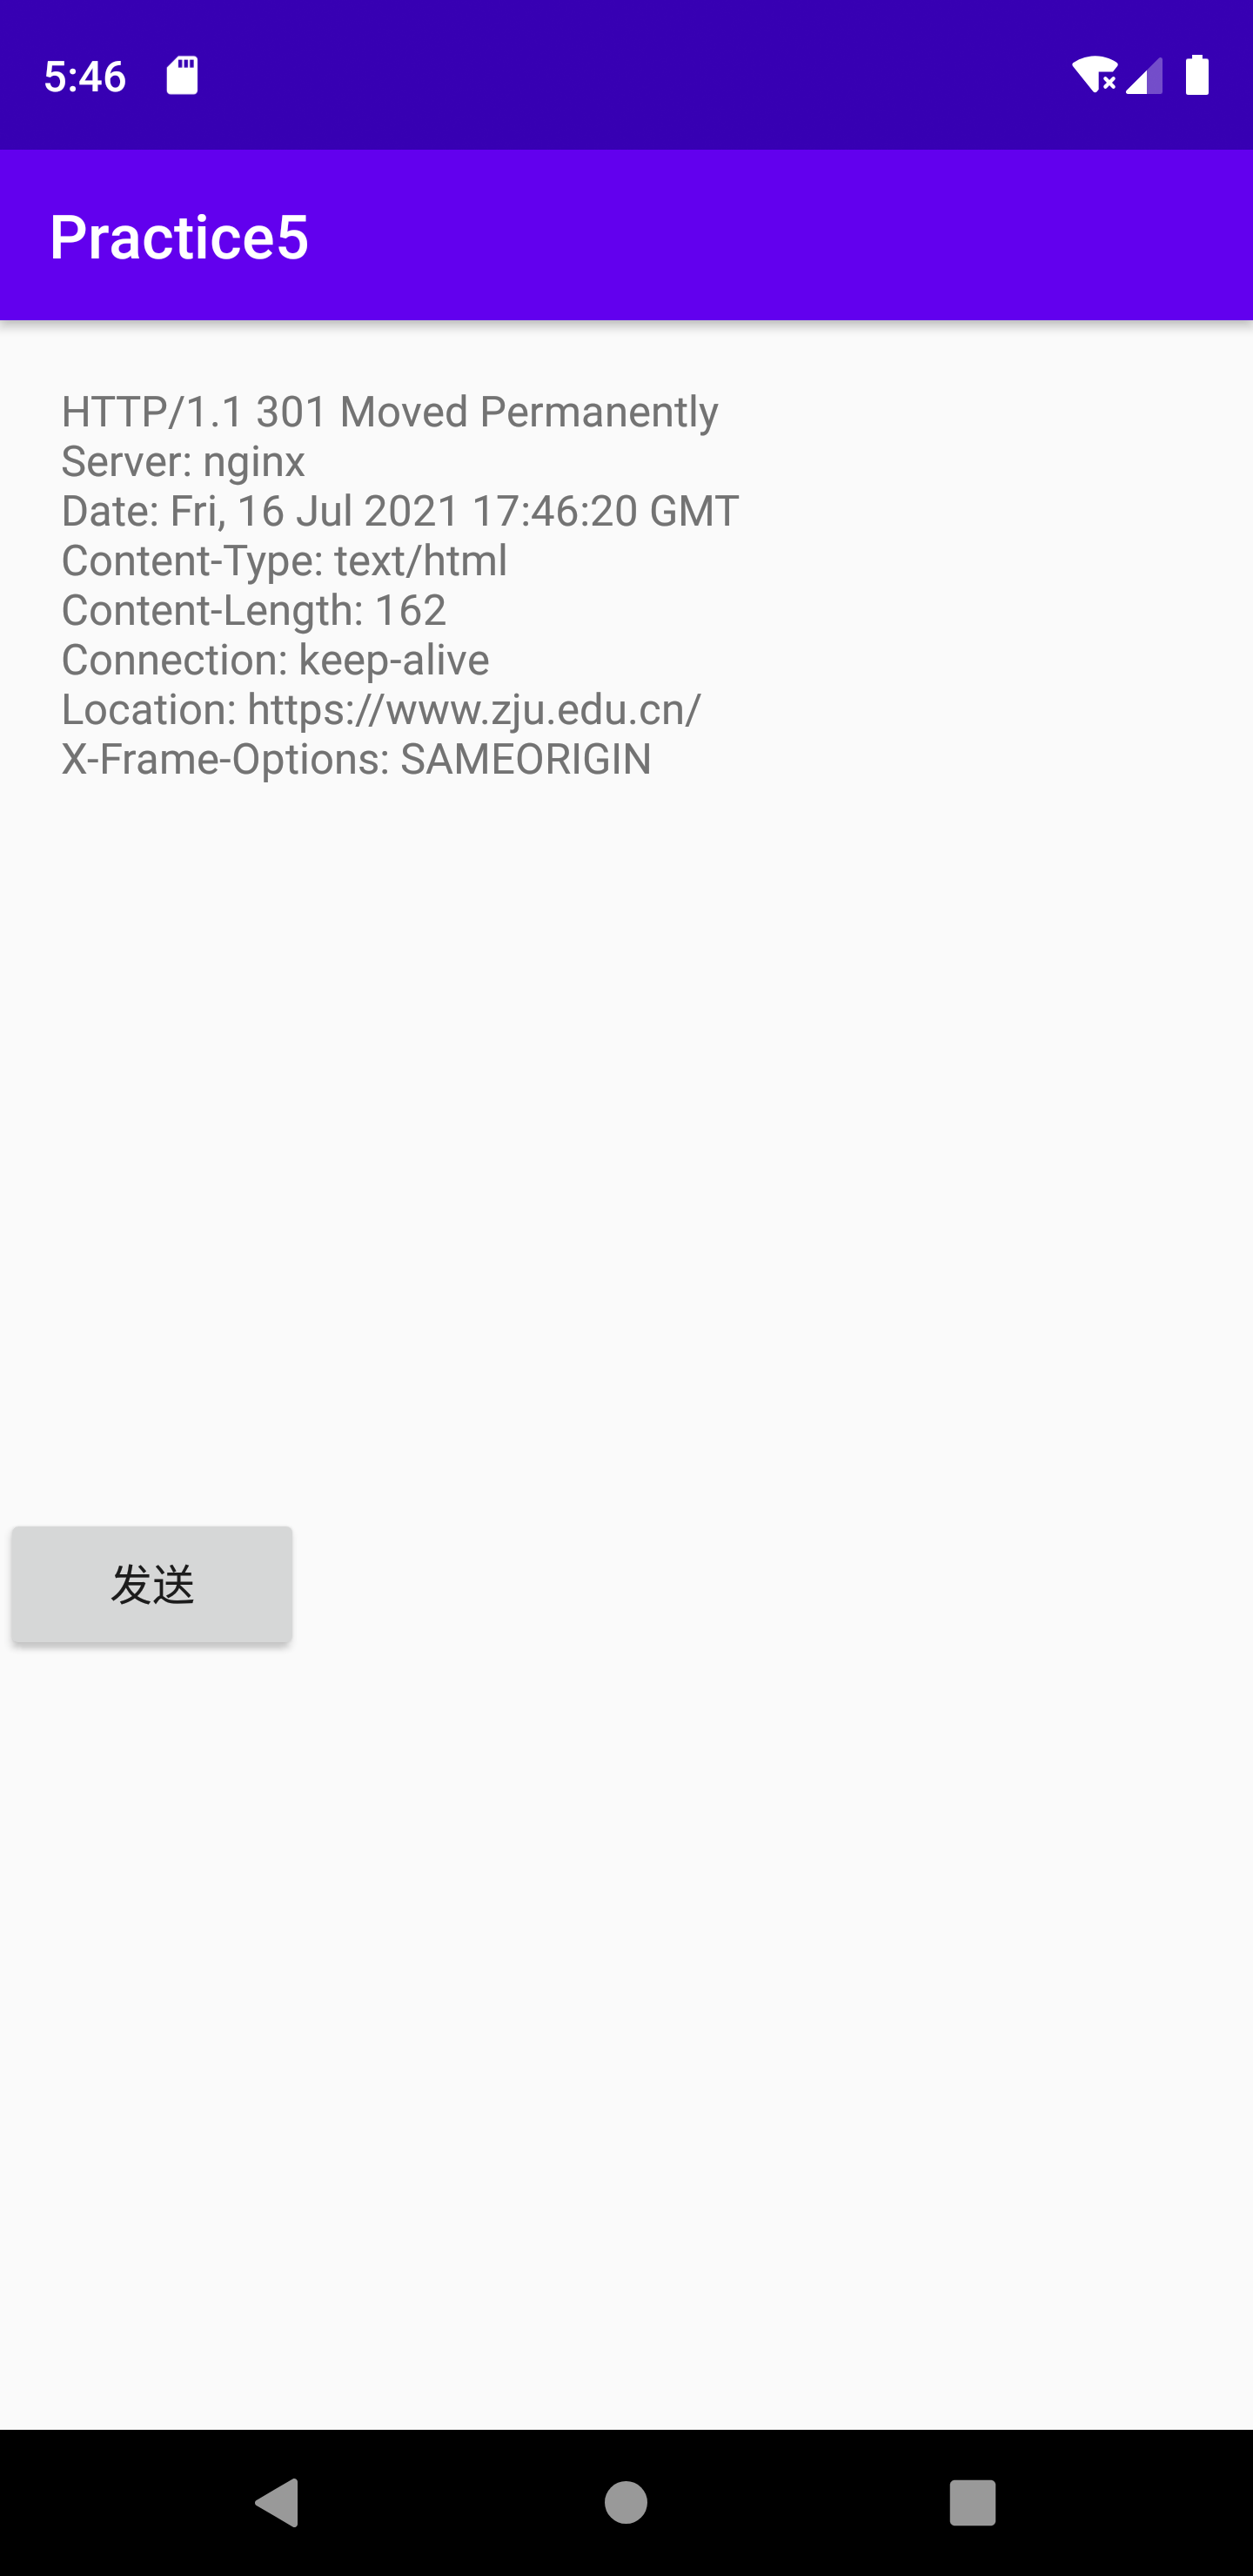 5:46
Practice5
HTTP/1.1 301 Moved Permanently
Server: nginx
Date: Fri, 16 Jul 2021 17:46:20 GMT
Content-Type: text/html
Content-Length: 162
Connection: keep-alive
Location: https://www.zju.edu.cn/
X-Frame-Options: SAMEORIGIN
发送